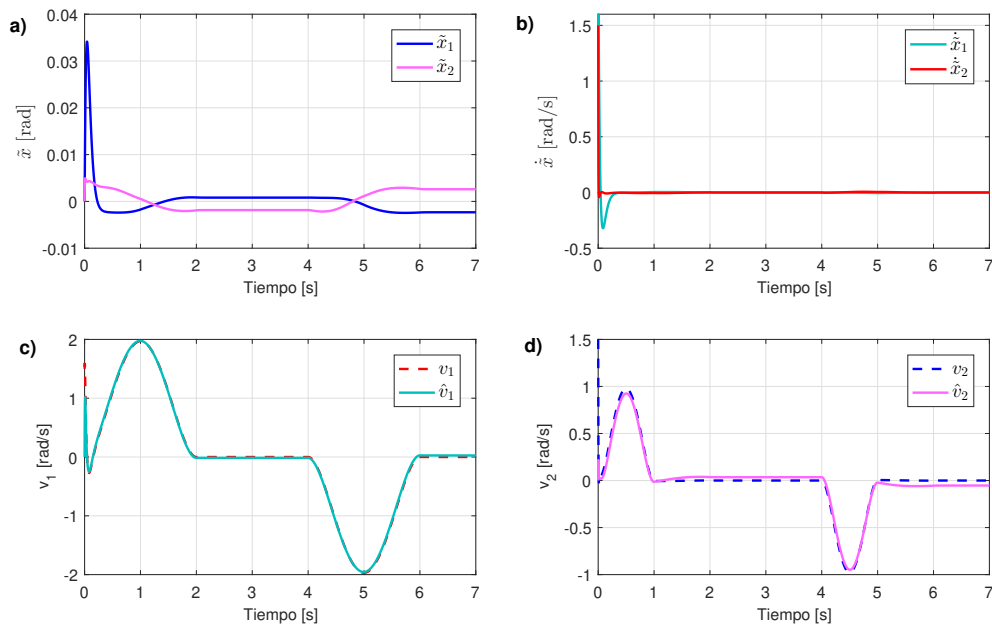 a)
0.04
0.03
0.02
0.01
0
-0.01
x̃ [rad]
x̃₁
x̃₂
0 1 2 3 4 5 6 7
Tiempo [s]
b)
1.5
1
0.5
0
-0.5
x̃̇ [rad/s]
x̃̇₁
x̃̇₂
0 1 2 3 4 5 6 7
Tiempo [s]
c)
2
1
0
-1
-2
v₁ [rad/s]
v₁
v̂₁
0 1 2 3 4 5 6 7
Tiempo [s]
d)
1.5
1
0.5
0
-0.5
-1
v₂ [rad/s]
v₂
v̂₂
0 1 2 3 4 5 6 7
Tiempo [s]